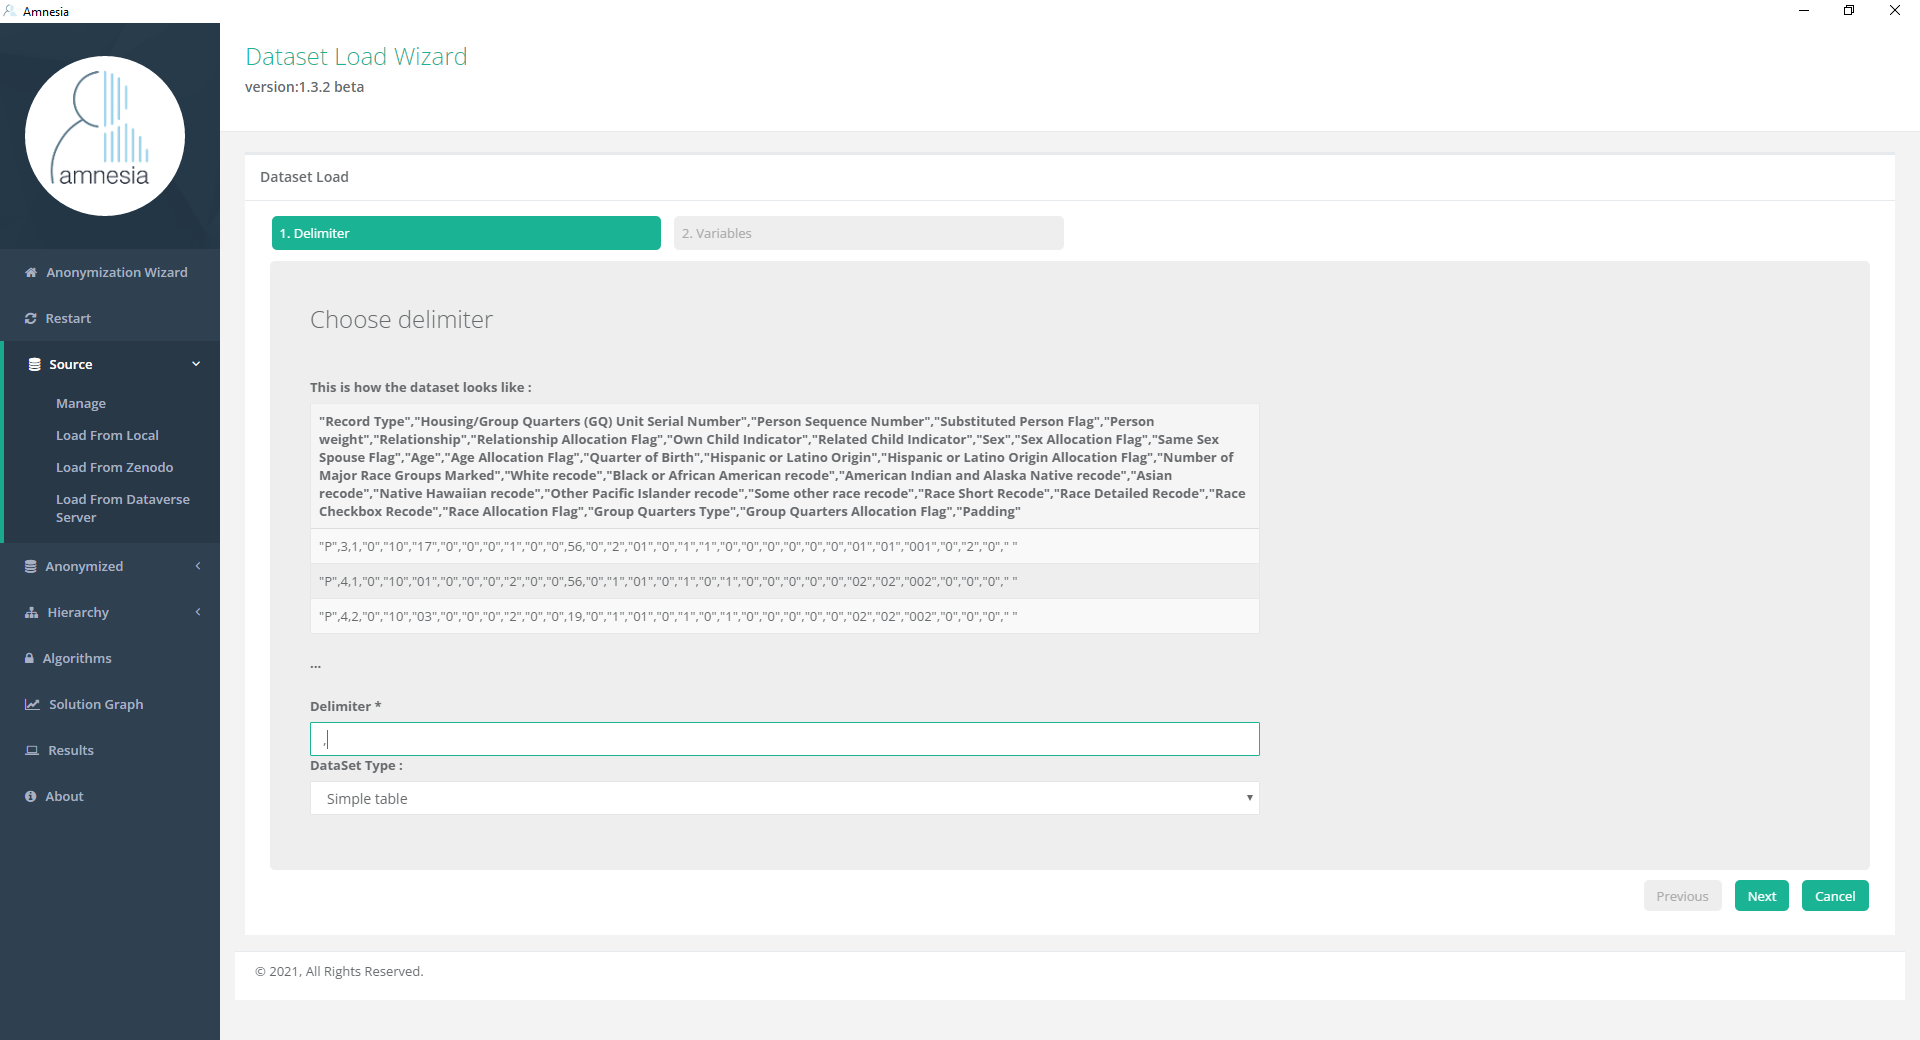 Amnesia
amnesia
Anonymization Wizard
Restart
Source
Manage
Load From Local
Load From Zenodo
Load From Dataverse
Server
Anonymized
Hierarchy
Algorithms
Solution Graph
Results
About
Dataset Load Wizard
version:1.3.2 beta
Dataset Load
1. Delimiter
2. Variables
Choose delimiter
This is how the dataset looks like :
"Record Type","Housing/Group Quarters (GQ) Unit Serial Number","Person Sequence Number","Substituted Person Flag","Person
weight","Relationship","Relationship Allocation Flag","Own Child Indicator","Related Child Indicator","Sex","Sex Allocation Flag","Same Sex
Spouse Flag","Age","Age Allocation Flag","Quarter of Birth","Hispanic or Latino Origin","Hispanic or Latino Origin Allocation Flag","Number of
Major Race Groups Marked","White recode","Black or African American recode","American Indian and Alaska Native recode","Asian
recode","Native Hawaiian recode","Other Pacific Islander recode","Some other race recode","Race Short Recode","Race Detailed Recode","Race
Checkbox Recode","Race Allocation Flag","Group Quarters Type","Group Quarters Allocation Flag","Padding"
"P",3,1,"0","10","17","0","0","0","1","0","0",56,"0","2","01","0","1","1","0","0","0","0","0","0","01","01","001","0","2","0"," "
"P",4,1,"0","10","01","0","0","0","2","0","0",56,"0","1","01","0","1","0","1","0","0","0","0","0","02","02","002","0","0","0"," "
"P",4,2,"0","10","03","0","0","0","2","0","0",19,"0","1","01","0","1","0","1","0","0","0","0","0","02","02","002","0","0","0"," "
...
Delimiter *
,
DataSet Type :
Simple table
Previous
Next
Cancel
© 2021, All Rights Reserved.